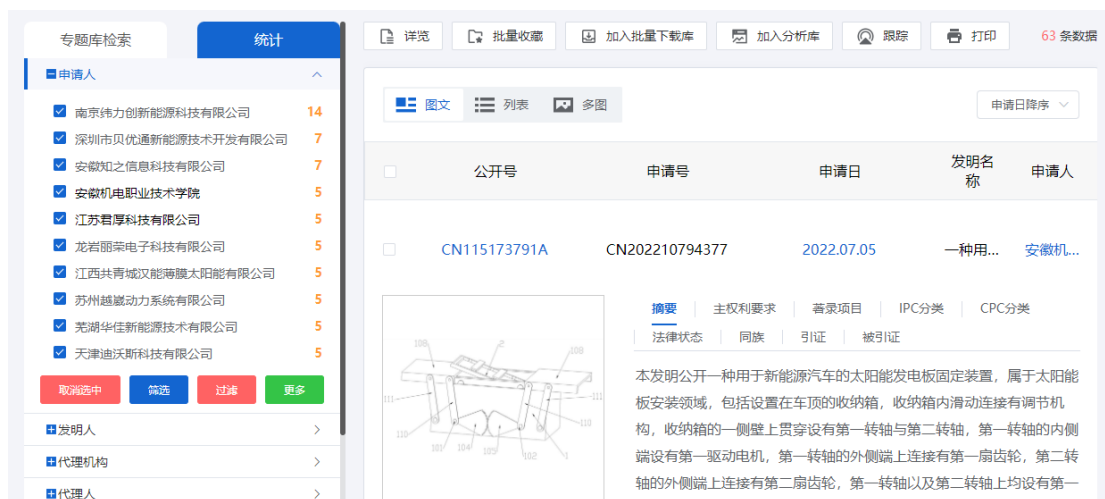 专题库检索
统计
申请人
南京纬力创新能源科技有限公司 14
深圳市贝优通新能源技术开发有限公司 7
安徽知之信息科技有限公司 7
安徽机电职业技术学院 5
江苏君厚科技有限公司 5
龙岩丽荣电子科技有限公司 5
江西共青城汉能薄膜太阳能有限公司 5
苏州越崴动力系统有限公司 5
芜湖华佳新能源技术有限公司 5
天津迪沃斯科技有限公司 5
取消选中 筛选 过滤 更多
发明人
代理机构
代理人
详览 批量收藏 加入批量下载库 加入分析库 跟踪 打印 63 条数据
图文 列表 多图 申请日降序
公开号 申请号 申请日 发明名称 申请人
CN115173791A CN202210794377 2022.07.05 一种用... 安徽机...
108 2 108
111 111
110 110
101 104 105 102 1
摘要 主权利要求 著录项目 IPC分类 CPC分类
法律状态 同族 引证 被引证
本发明公开一种用于新能源汽车的太阳能发电板固定装置，属于太阳能
板安装领域，包括设置在车顶的收纳箱，收纳箱内滑动连接有调节机
构，收纳箱的一侧壁上贯穿设有第一转轴与第二转轴，第一转轴的内侧
端设有第一驱动电机，第一转轴的外侧端上连接有第一扇齿轮，第二转
轴的外侧端上连接有第二扇齿轮，第一转轴以及第二转轴上均设有第一